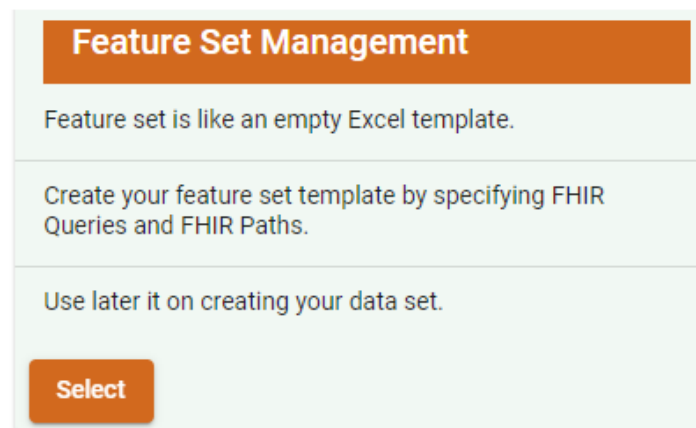 Feature Set Management
Feature set is like an empty Excel template.
Create your feature set template by specifying FHIR
Queries and FHIR Paths.
Use later it on creating your data set.
Select